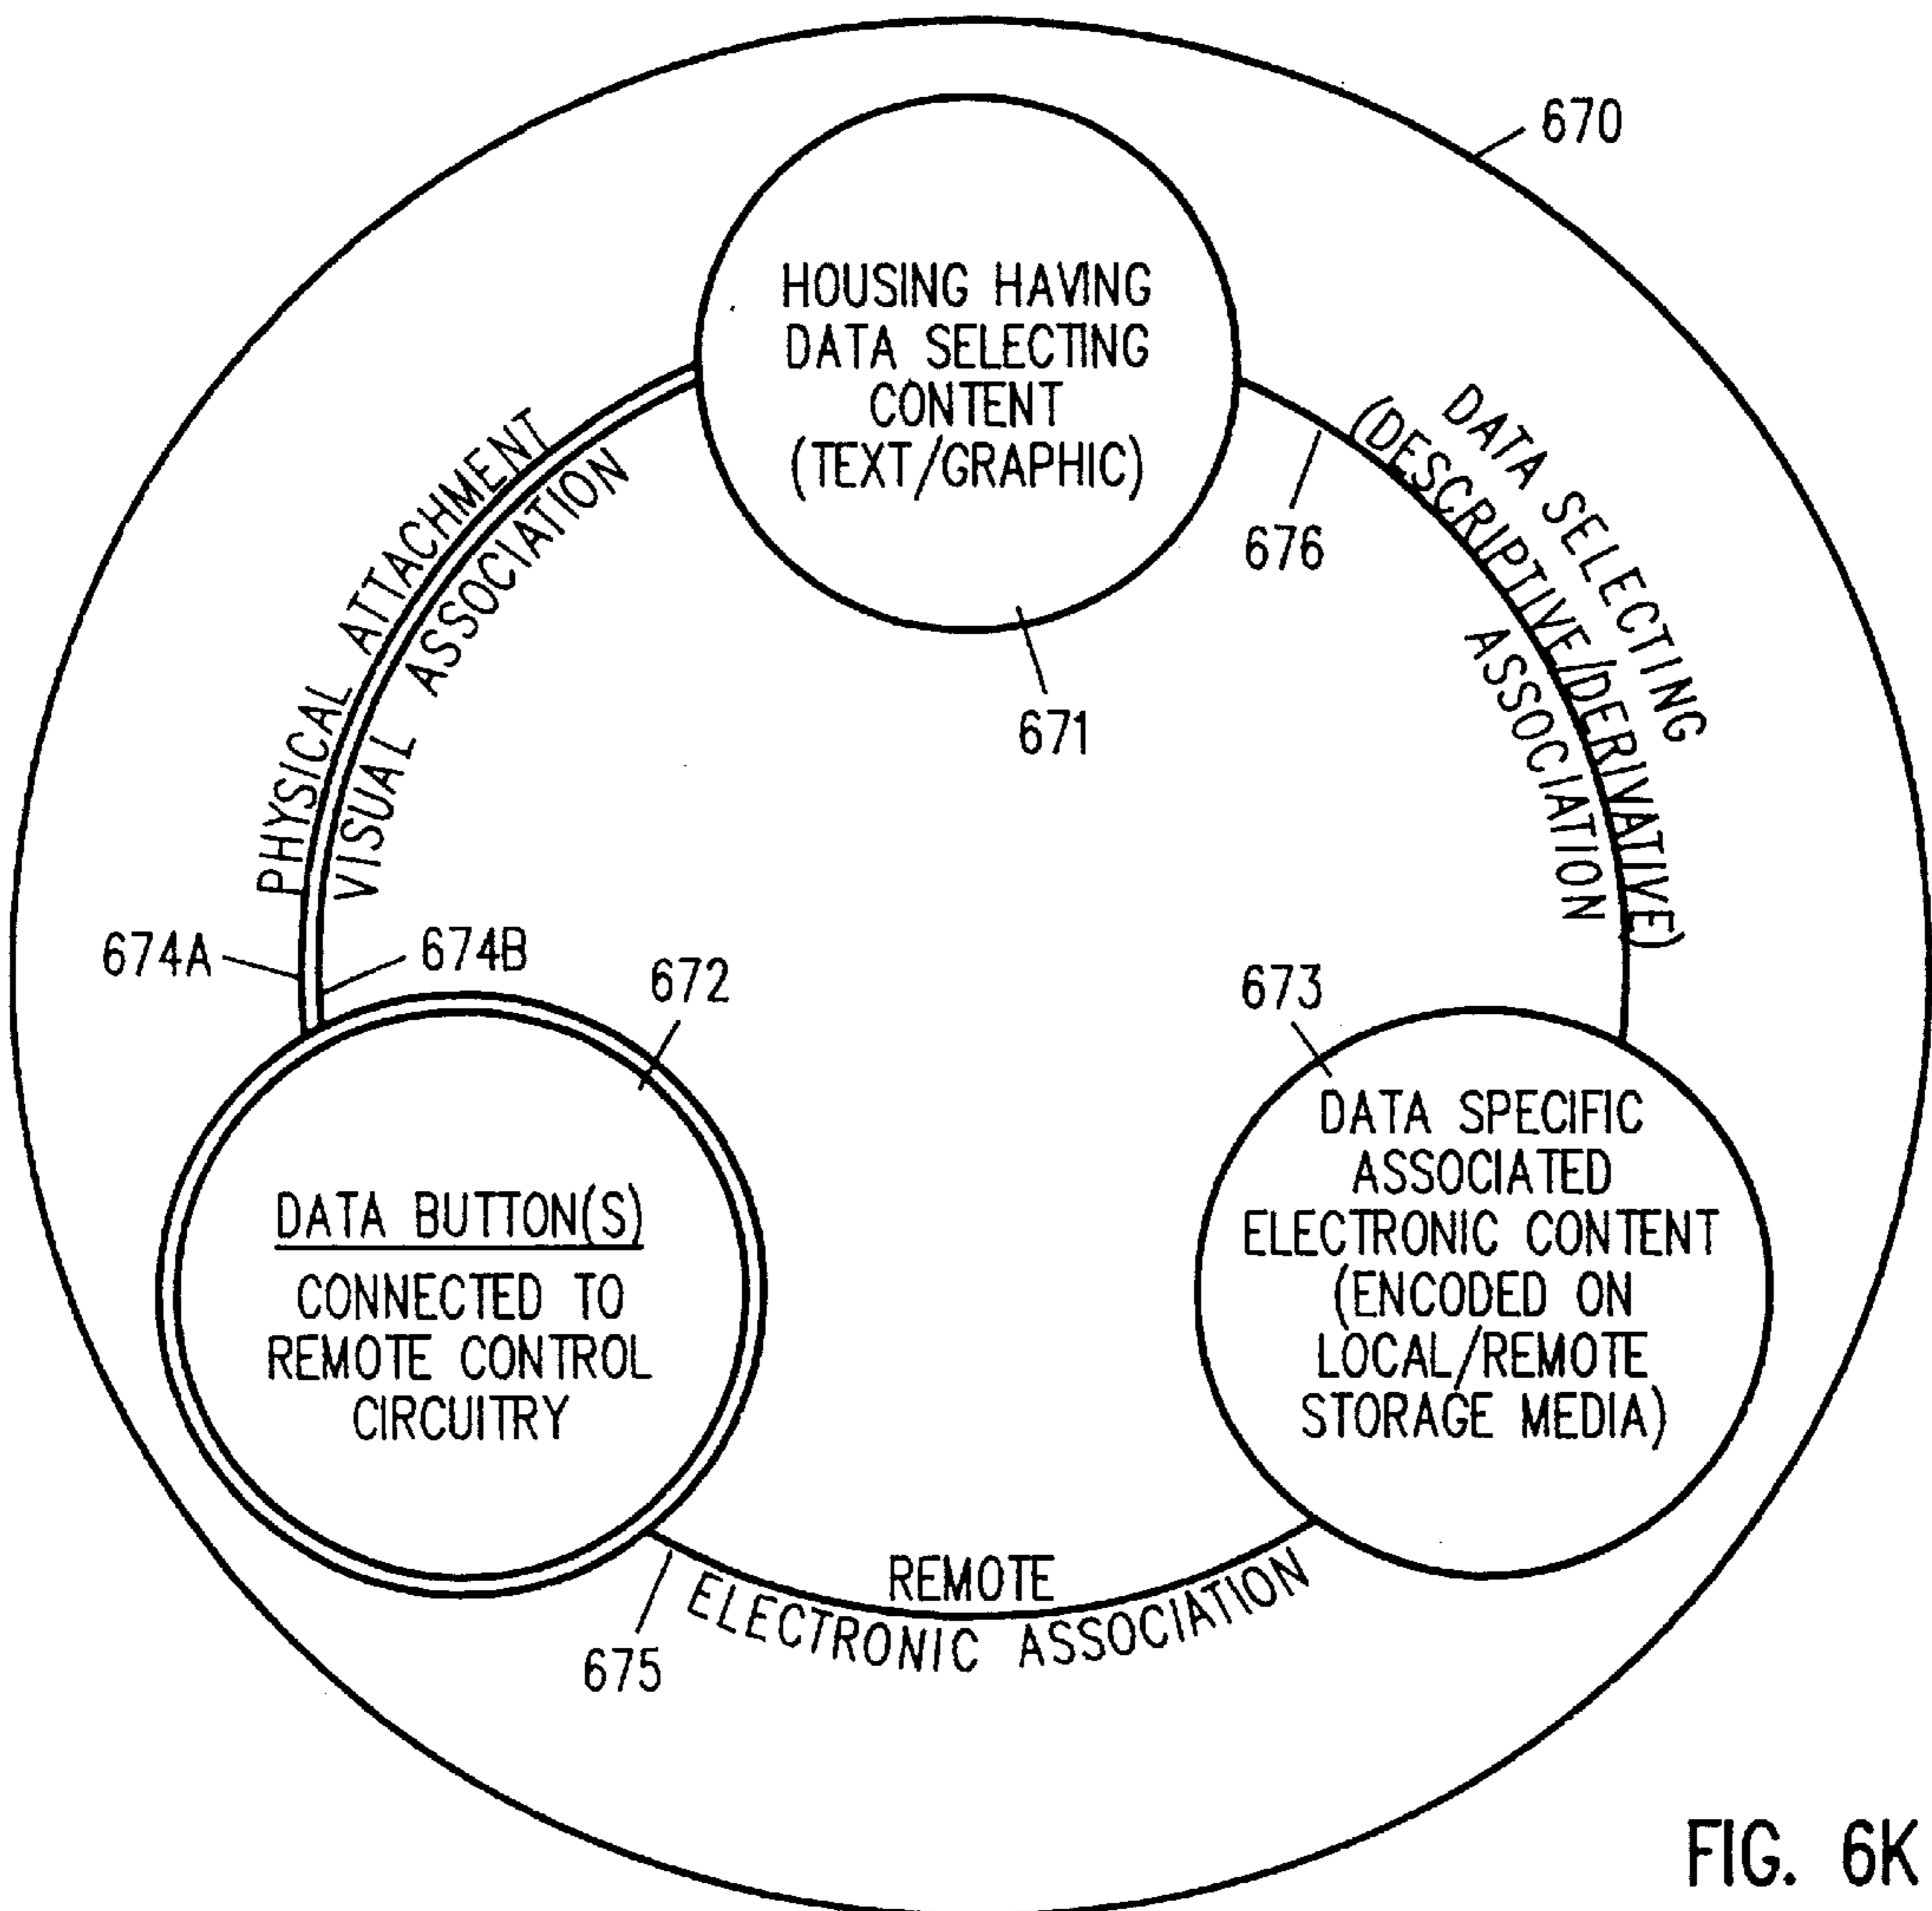 670
HOUSING HAVING
DATA SELECTING
CONTENT
(TEXT/GRAPHIC)
676
671
PHYSICAL ATTACHMENT
VISUAL ASSOCIATION
DATA SELECTING
(DESCRIPTIVE/DERIVATIVE)
ASSOCIATION
674A
674B
672
673
DATA BUTTON(S)
CONNECTED TO
REMOTE CONTROL
CIRCUITRY
DATA SPECIFIC
ASSOCIATED
ELECTRONIC CONTENT
(ENCODED ON
LOCAL/REMOTE
STORAGE MEDIA)
REMOTE
ELECTRONIC ASSOCIATION
675
FIG. 6K